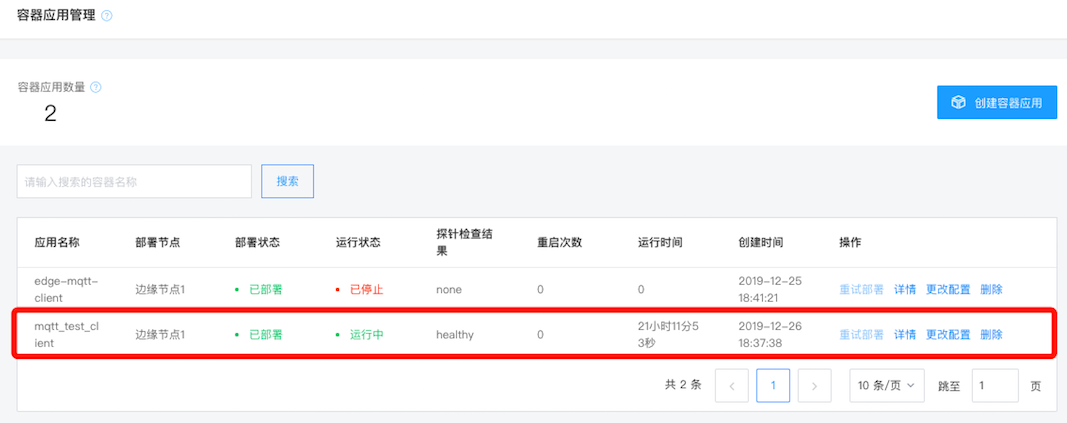 容器应用管理 ?
容器应用数量 ?
2
创建容器应用
请输入搜索的容器名称 搜索
应用名称 部署节点 部署状态 运行状态 探针检查结果 重启次数 运行时间 创建时间 操作
edge-mqtt-client 边缘节点1 已部署 已停止 none 0 0 2019-12-25 18:41:21 重试部署 详情 更改配置 删除
mqtt_test_client 边缘节点1 已部署 运行中 healthy 0 21小时11分53秒 2019-12-26 18:37:38 重试部署 详情 更改配置 删除
共 2 条 < 1 > 10 条/页 跳至 1 页